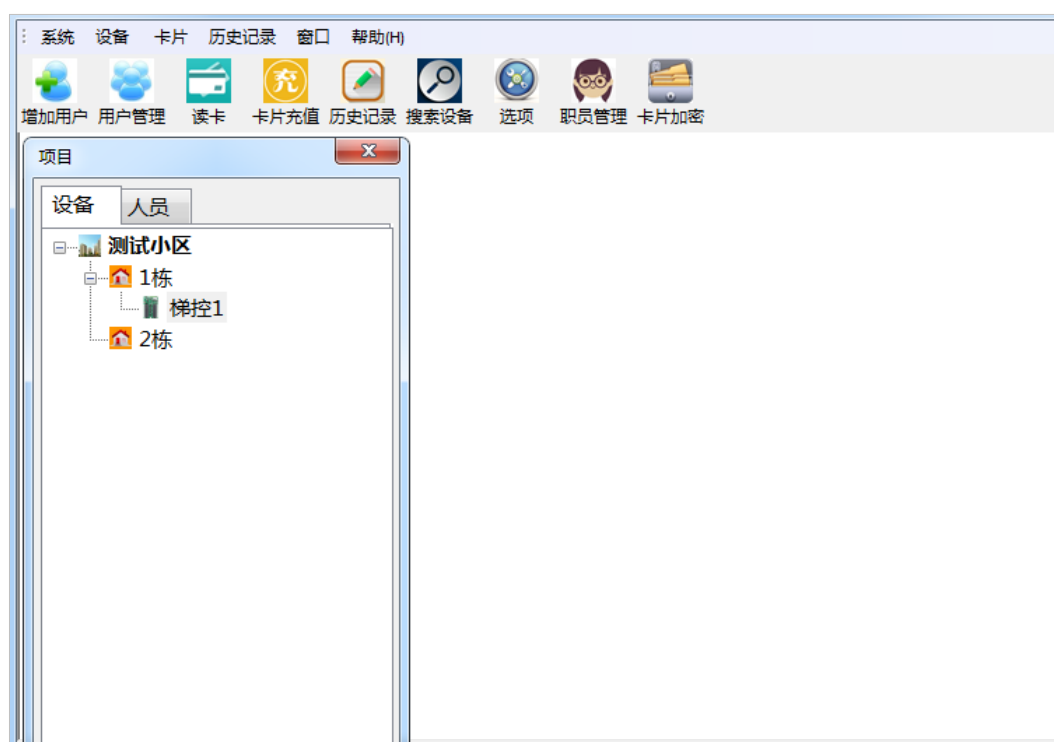 系统 设备 卡片 历史记录 窗口 帮助(H)
充
增加用户 用户管理 读卡 卡片充值 历史记录 搜索设备 选项 职员管理 卡片加密
项目
设备 人员
测试小区
1栋
梯控1
2栋